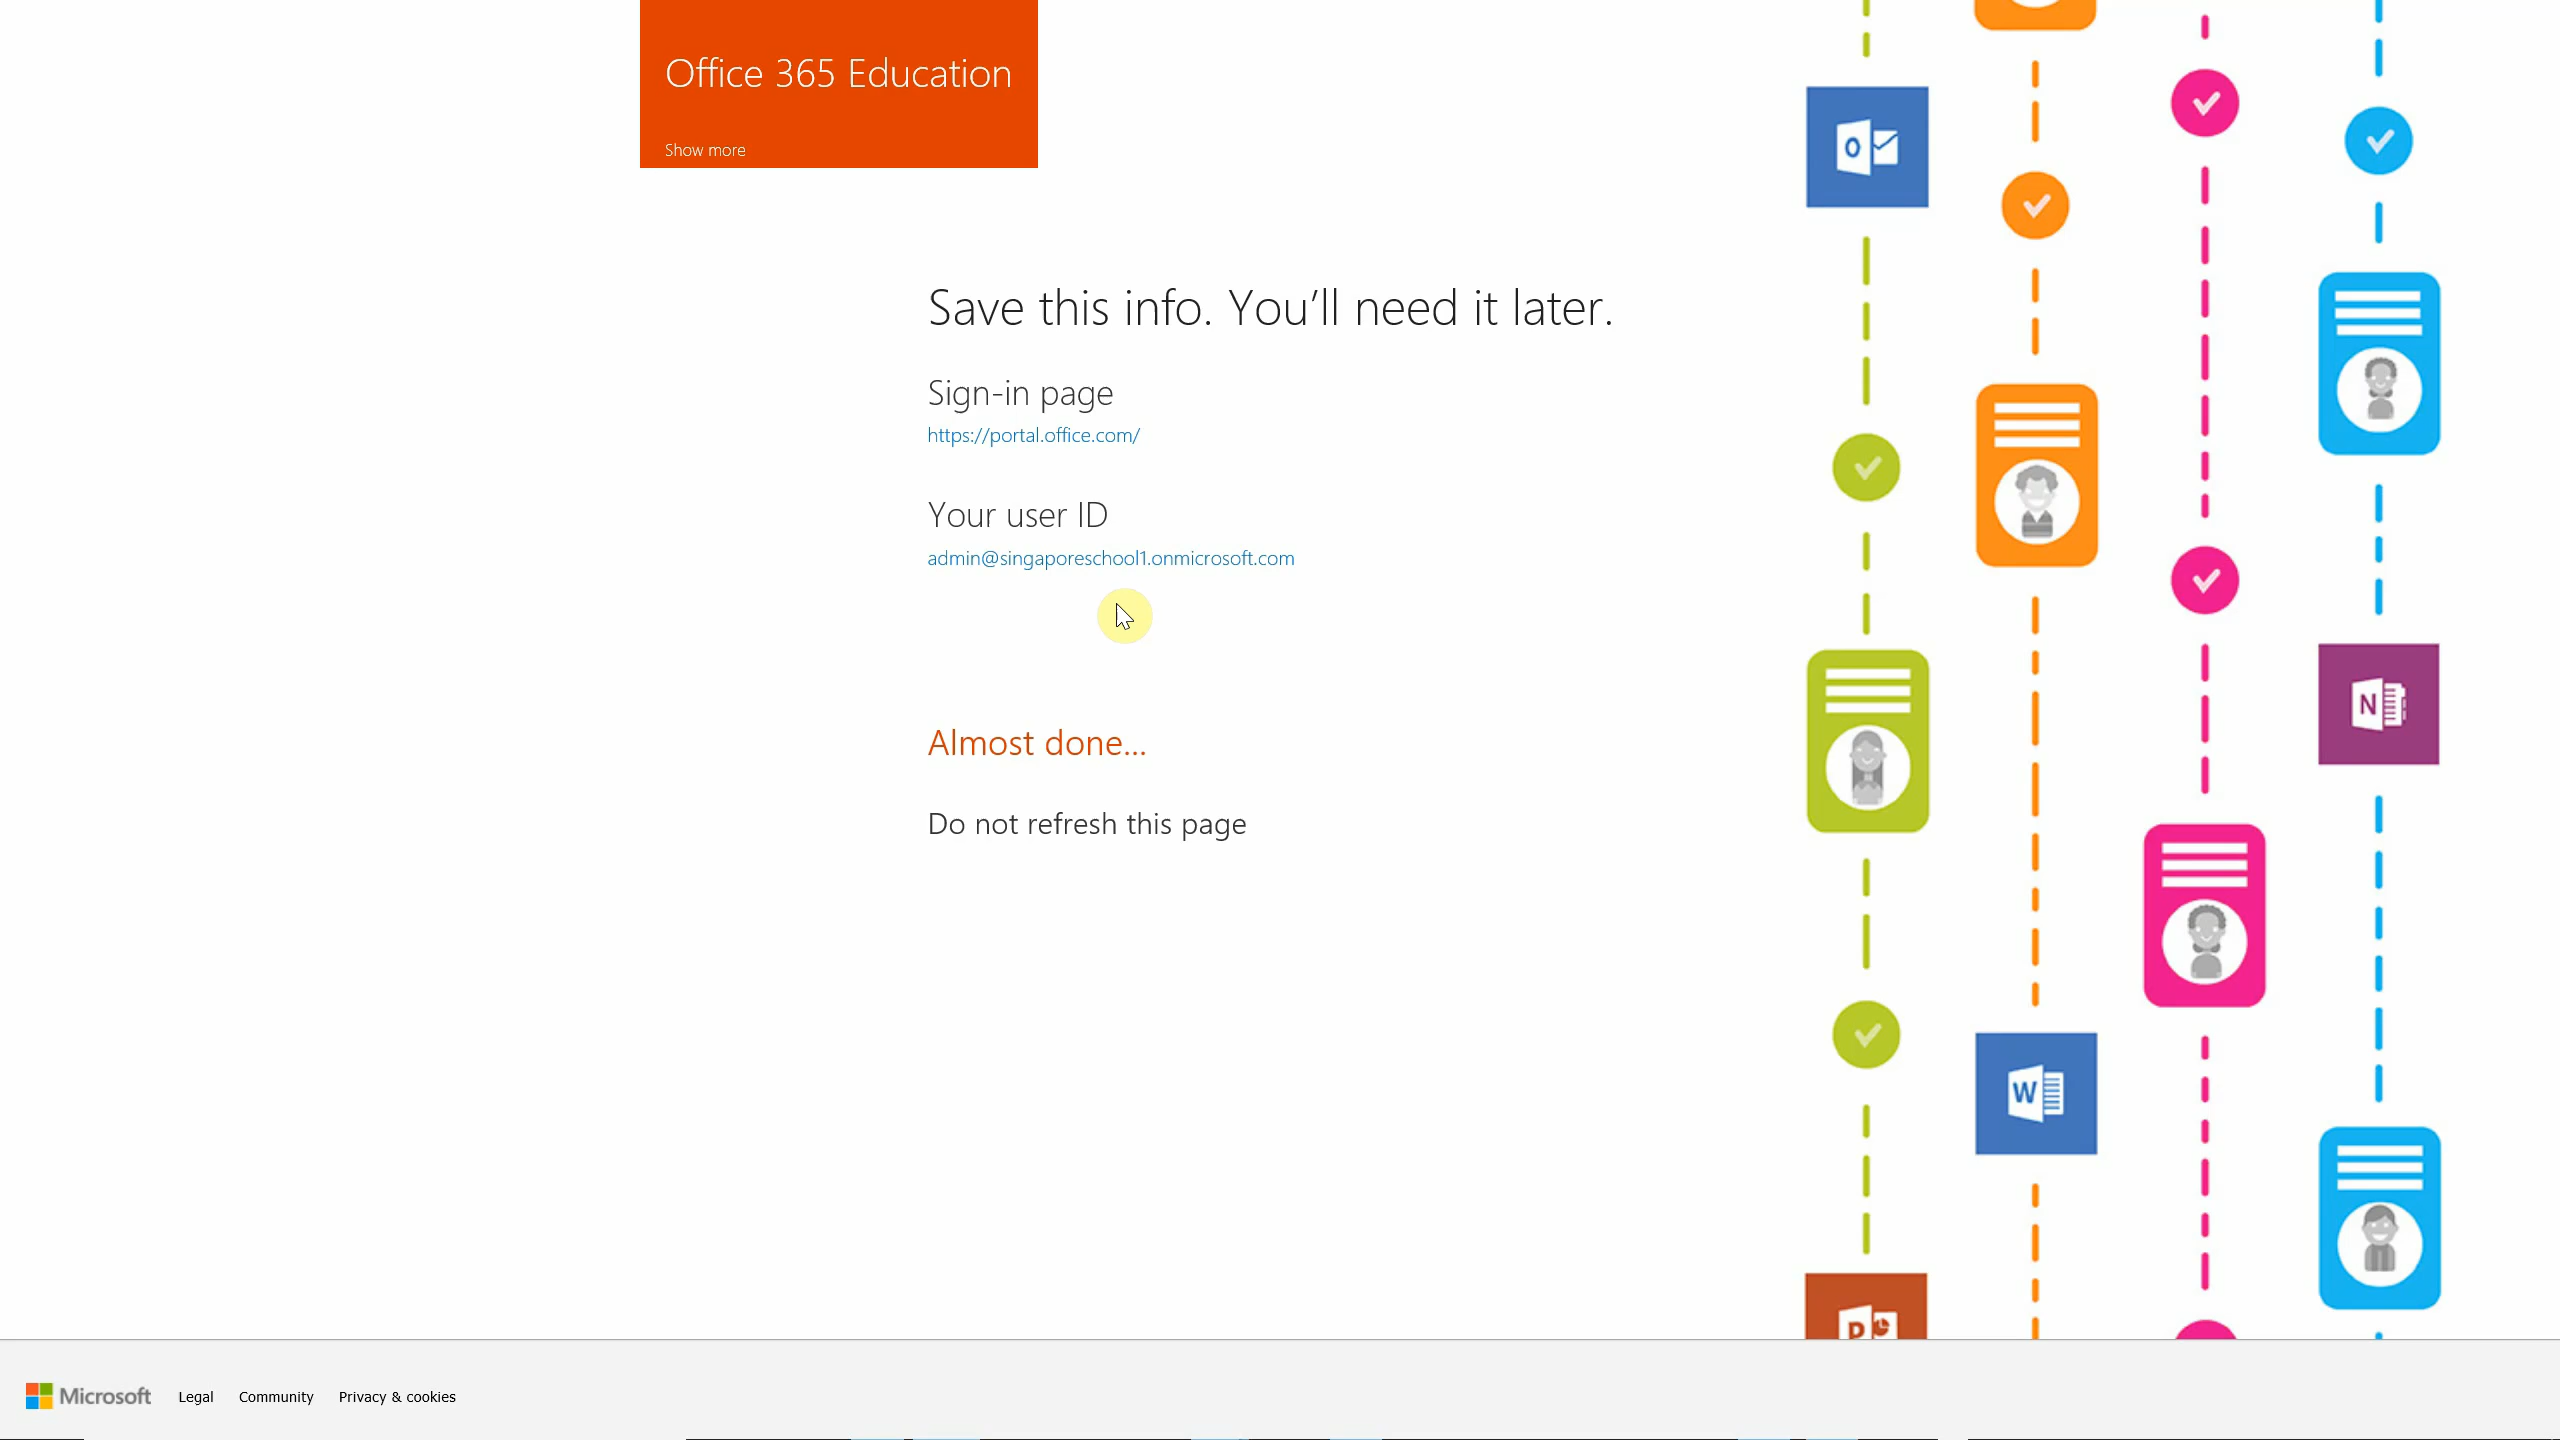 Office 365 Education
Show more
Save this info. You’ll need it later.
Sign-in page
https://portal.office.com/
Your user ID
admin@singaporeschool1.onmicrosoft.com
Almost done...
Do not refresh this page
O
N
W
P
Microsoft Legal Community Privacy & cookies